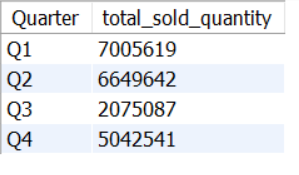 Quarter total_sold_quantity
Q1 7005619
Q2 6649642
Q3 2075087
Q4 5042541